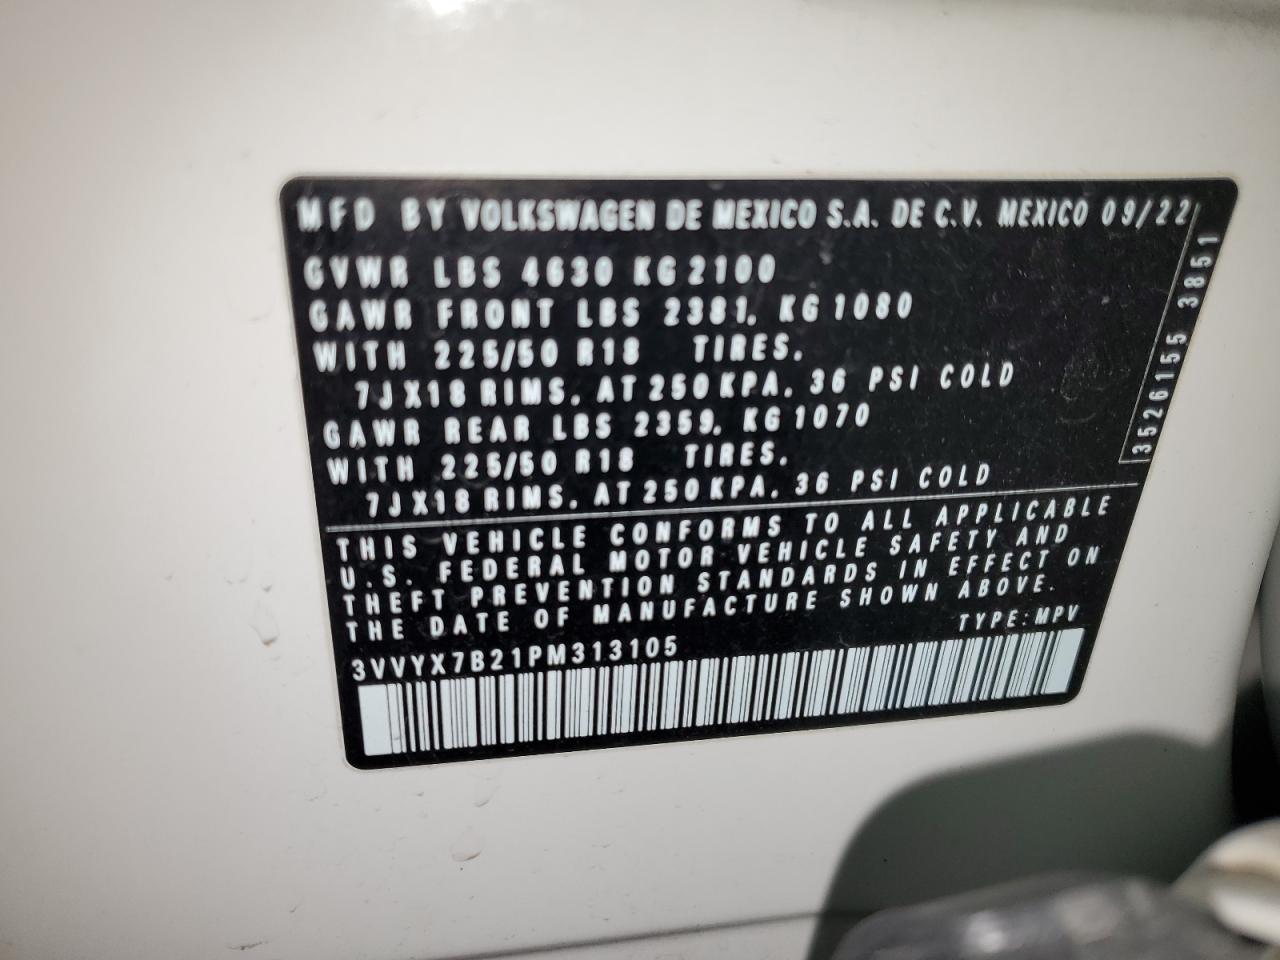 MFD BY VOLKSWAGEN DE MEXICO S.A. DE C.V. MEXICO 09/22
GVWR LBS 4630 KG 2100
GAWR FRONT LBS 2381, KG 1080
WITH 225/50 R18 TIRES,
7JX18 RIMS, AT 250 KPA, 36 PSI COLD
GAWR REAR LBS 2359, KG 1070
WITH 225/50 R18 TIRES,
7JX18 RIMS, AT 250 KPA, 36 PSI COLD
THIS VEHICLE CONFORMS TO ALL APPLICABLE
U.S. FEDERAL MOTOR VEHICLE SAFETY AND
THEFT PREVENTION STANDARDS IN EFFECT ON
THE DATE OF MANUFACTURE SHOWN ABOVE.
TYPE: MPV
3VVYX7B21PM313105
35261155 3851